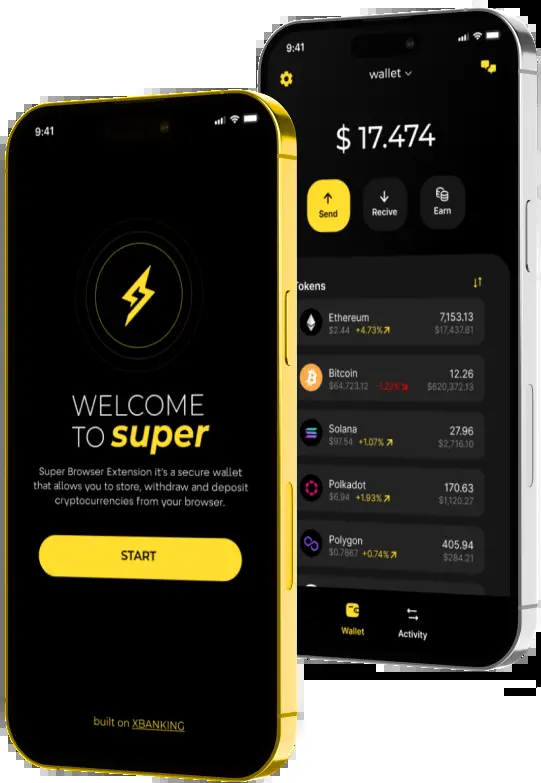 9:41
WELCOME
TO super
Super Browser Extension it's a secure wallet
that allows you to store, withdraw and deposit
cryptocurrencies from your browser.
START
built on XBANKING
9:41
wallet
$ 17.474
Send
Recive
Earn
Tokens
Ethereum 7,153.13
$2.44 +4.73% $17,437.81
Bitcoin 12.26
$64,723.12 -1.22% $620,372.13
Solana 27.96
$97.54 +1.07% $2,716.10
Polkadot 170.63
$6.94 +1.93% $1,120.27
Polygon 405.94
$0.7867 +0.74% $284.21
Wallet
Activity